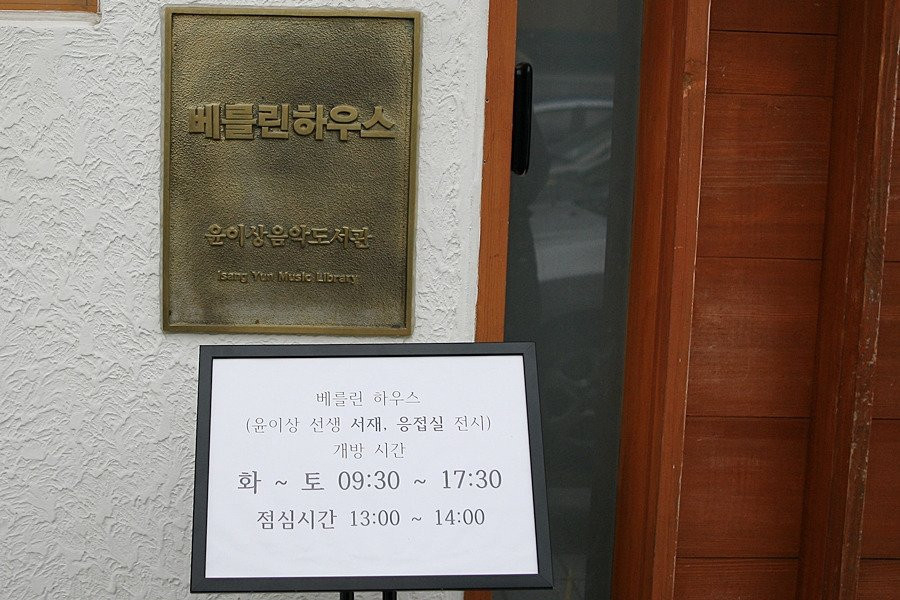 베를린하우스
윤이상음악도서관
Isang Yun Music Library
베를린 하우스
(윤이상 선생 서재, 응접실 전시)
개방 시간
화 ~ 토 09:30 ~ 17:30
점심시간 13:00 ~ 14:00